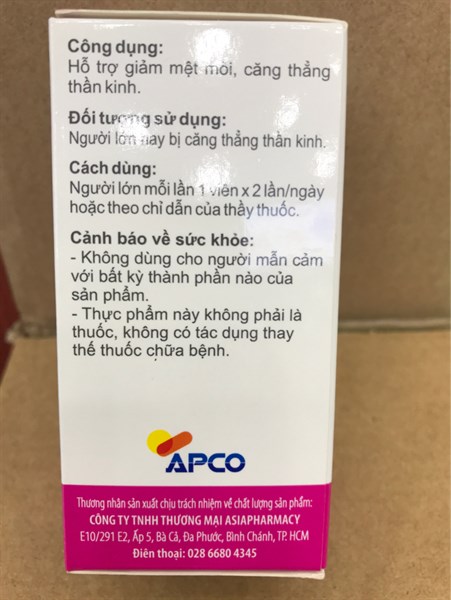 Công dụng:
Hỗ trợ giảm mệt mỏi, căng thẳng
thần kinh.
Đối tượng sử dụng:
Người lớn hay bị căng thẳng thần kinh.
Cách dùng:
Người lớn mỗi lần 1 viên x 2 lần/ngày
hoặc theo chỉ dẫn của thầy thuốc.
Cảnh báo về sức khỏe:
- Không dùng cho người mẫn cảm
với bất kỳ thành phần nào của
sản phẩm.
- Thực phẩm này không phải là
thuốc, không có tác dụng thay
thế thuốc chữa bệnh.
APCO
Thương nhân sản xuất chịu trách nhiệm về chất lượng sản phẩm:
CÔNG TY TNHH THƯƠNG MẠI ASIAPHARMACY
E10/291 E2, Ấp 5, Bà Cả, Đa Phước, Bình Chánh, TP. HCM
Điên thoại: 028 6680 4345